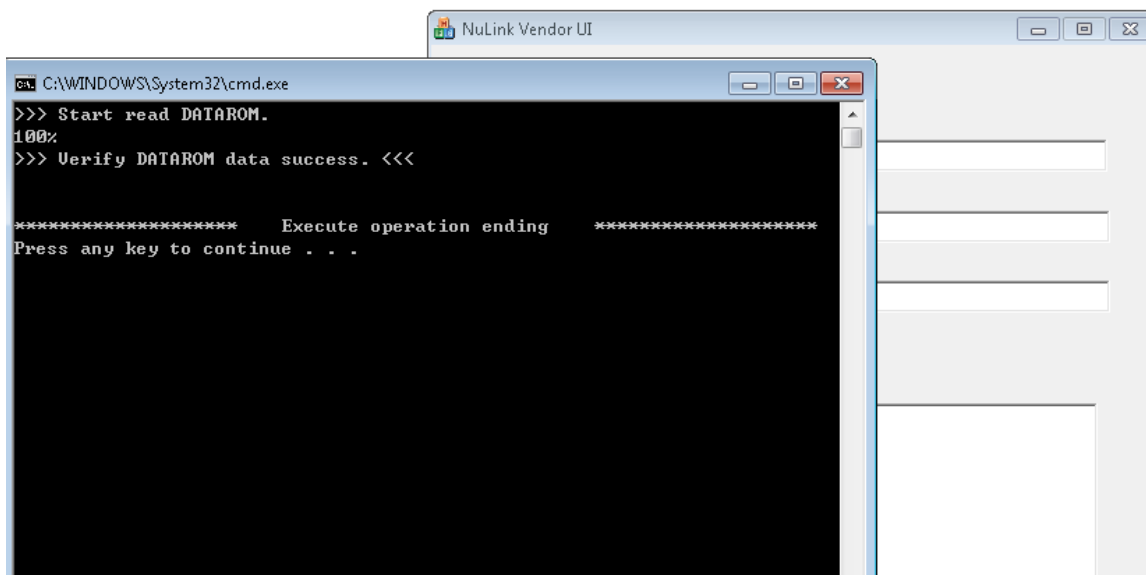 NuLink Vendor UI
C:\WINDOWS\System32\cmd.exe
>>> Start read DATAROM.
100%
>>> Verify DATAROM data success. <<<
******************** Execute operation ending ********************
Press any key to continue . . .